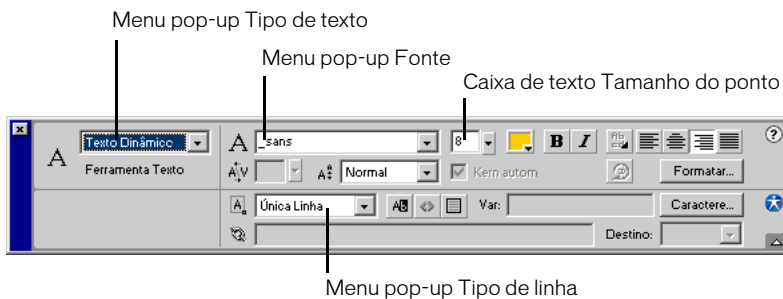 Menu pop-up Tipo de texto
Menu pop-up Fonte
Caixa de texto Tamanho do ponto
Texto Dinâmico
A _sans 8 B I ?
A Ferramenta Texto
A V A Normal Kern autom Formatar...
A Única Linha AB <> Var: Caractere...
Destino:
Menu pop-up Tipo de linha